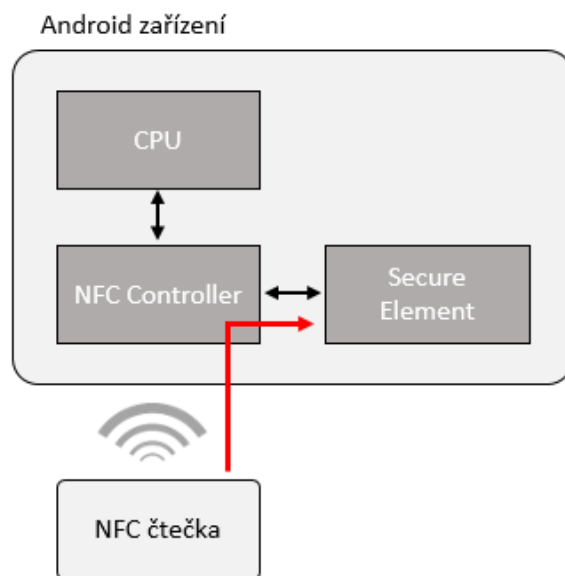 Android zařízení
CPU
NFC Controller
Secure
Element
NFC čtečka